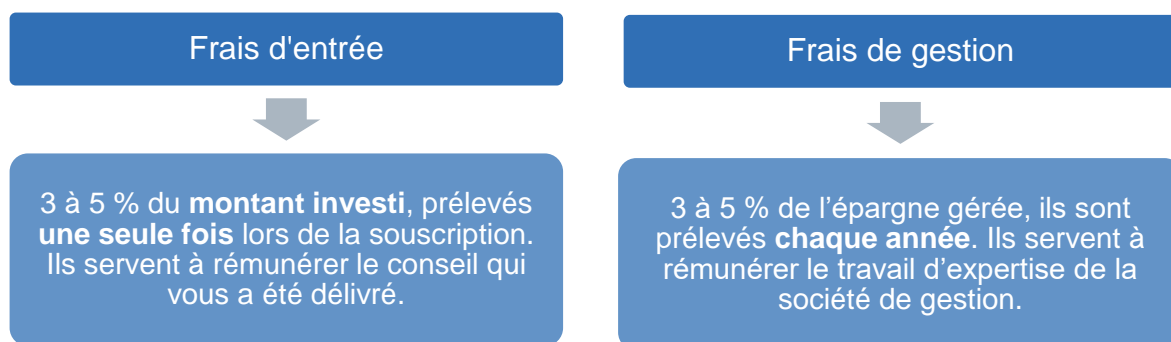 Frais d'entrée
3 à 5 % du montant investi, prélevés
une seule fois lors de la souscription.
Ils servent à rémunérer le conseil qui
vous a été délivré.
Frais de gestion
3 à 5 % de l’épargne gérée, ils sont
prélevés chaque année. Ils servent à
rémunérer le travail d’expertise de la
société de gestion.